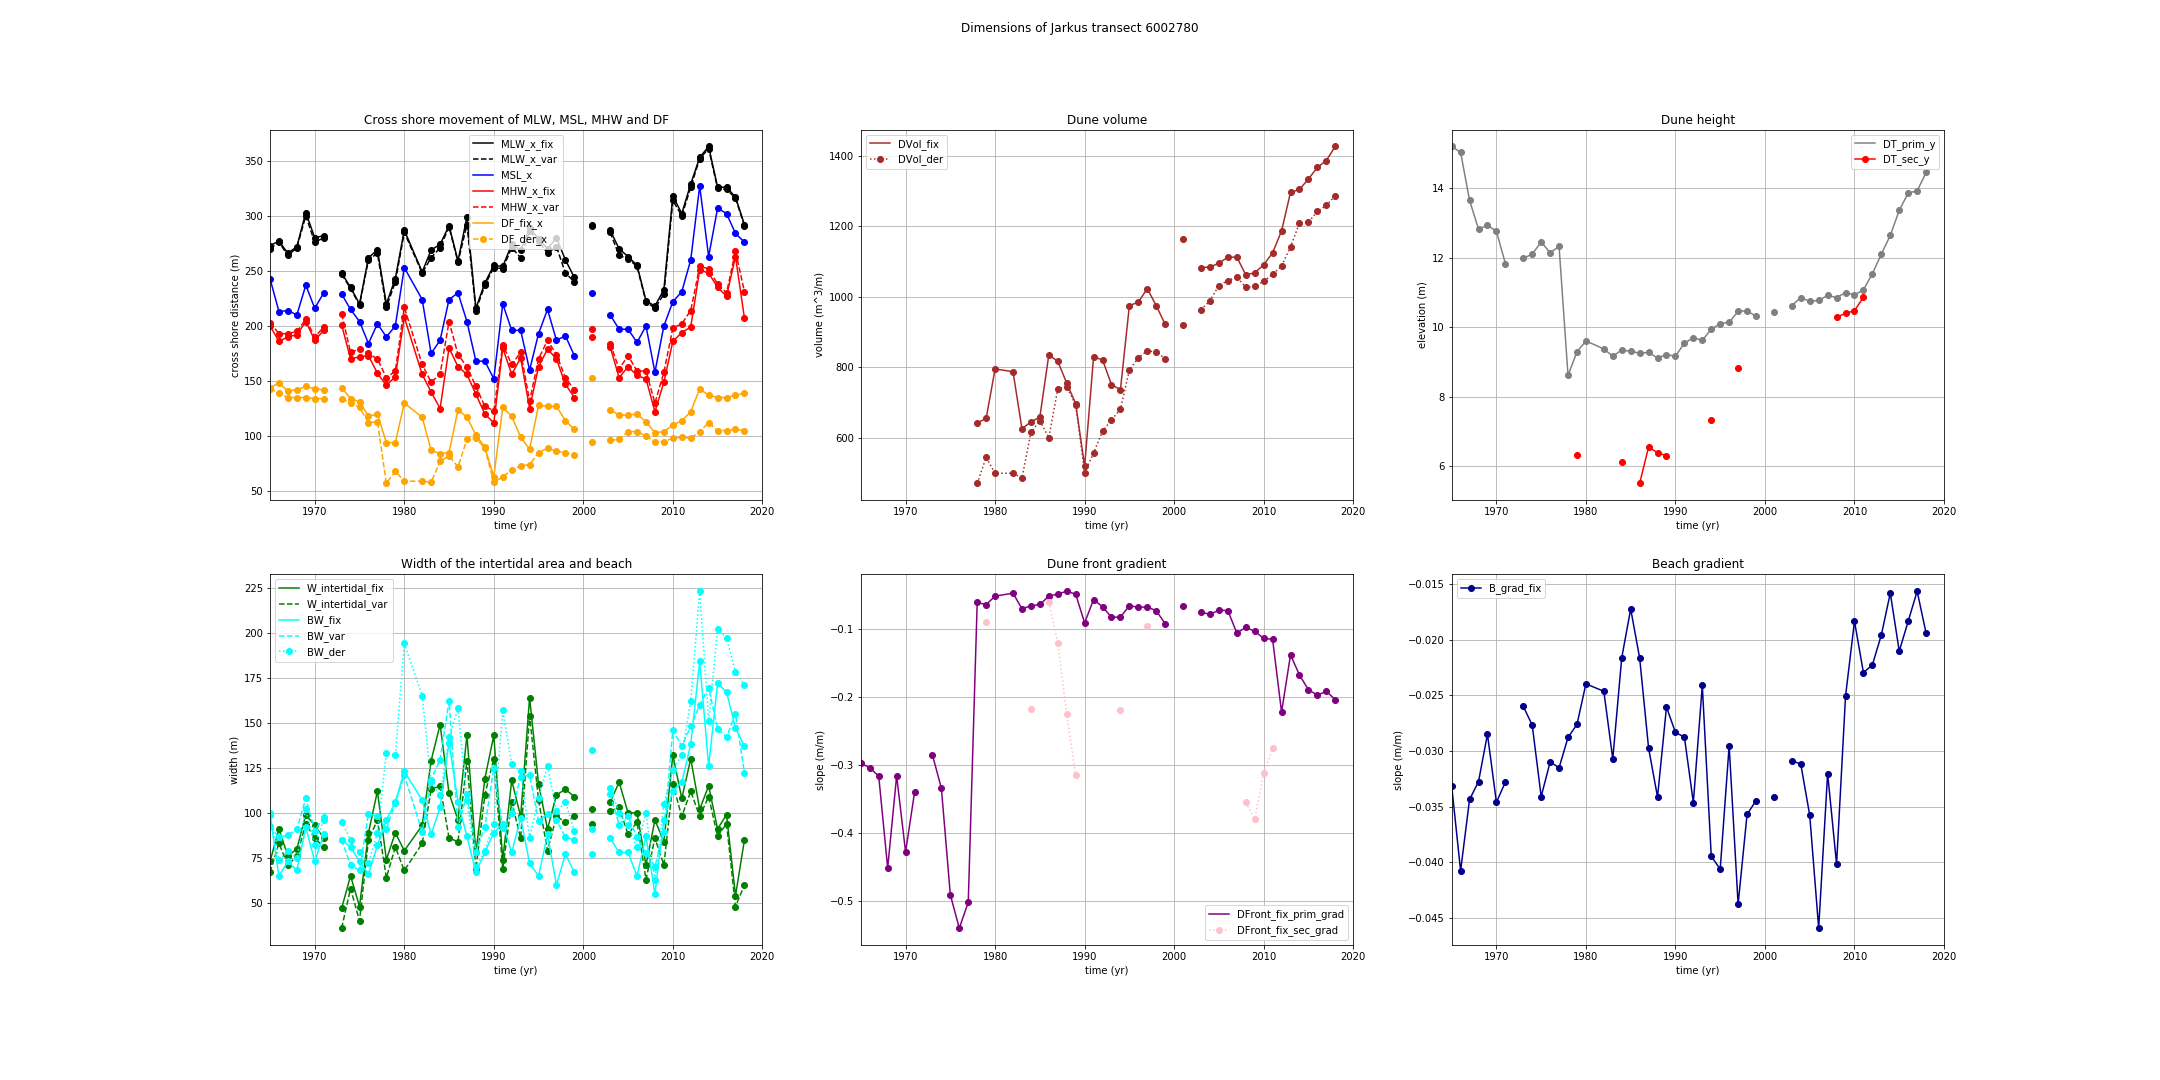 Dimensions of Jarkus transect 6002780
Cross shore movement of MLW, MSL, MHW and DF
MLW_x_fix
MLW_x_var
MSL_x
MHW_x_fix
MHW_x_var
DF_fix_x
DF_der_x
cross shore distance (m)
350
300
250
200
150
100
50
1970 1980 1990 2000 2010 2020
time (yr)
Dune volume
DVol_fix
DVol_der
volume (m^3/m)
1400
1200
1000
800
600
1970 1980 1990 2000 2010 2020
time (yr)
Dune height
DT_prim_y
DT_sec_y
elevation (m)
14
12
10
8
6
1970 1980 1990 2000 2010 2020
time (yr)
Width of the intertidal area and beach
W_intertidal_fix
W_intertidal_var
BW_fix
BW_var
BW_der
width (m)
225
200
175
150
125
100
75
50
1970 1980 1990 2000 2010 2020
time (yr)
Dune front gradient
DFront_fix_prim_grad
DFront_fix_sec_grad
slope (m/m)
−0.1
−0.2
−0.3
−0.4
−0.5
1970 1980 1990 2000 2010 2020
time (yr)
Beach gradient
B_grad_fix
slope (m/m)
−0.015
−0.020
−0.025
−0.030
−0.035
−0.040
−0.045
1970 1980 1990 2000 2010 2020
time (yr)